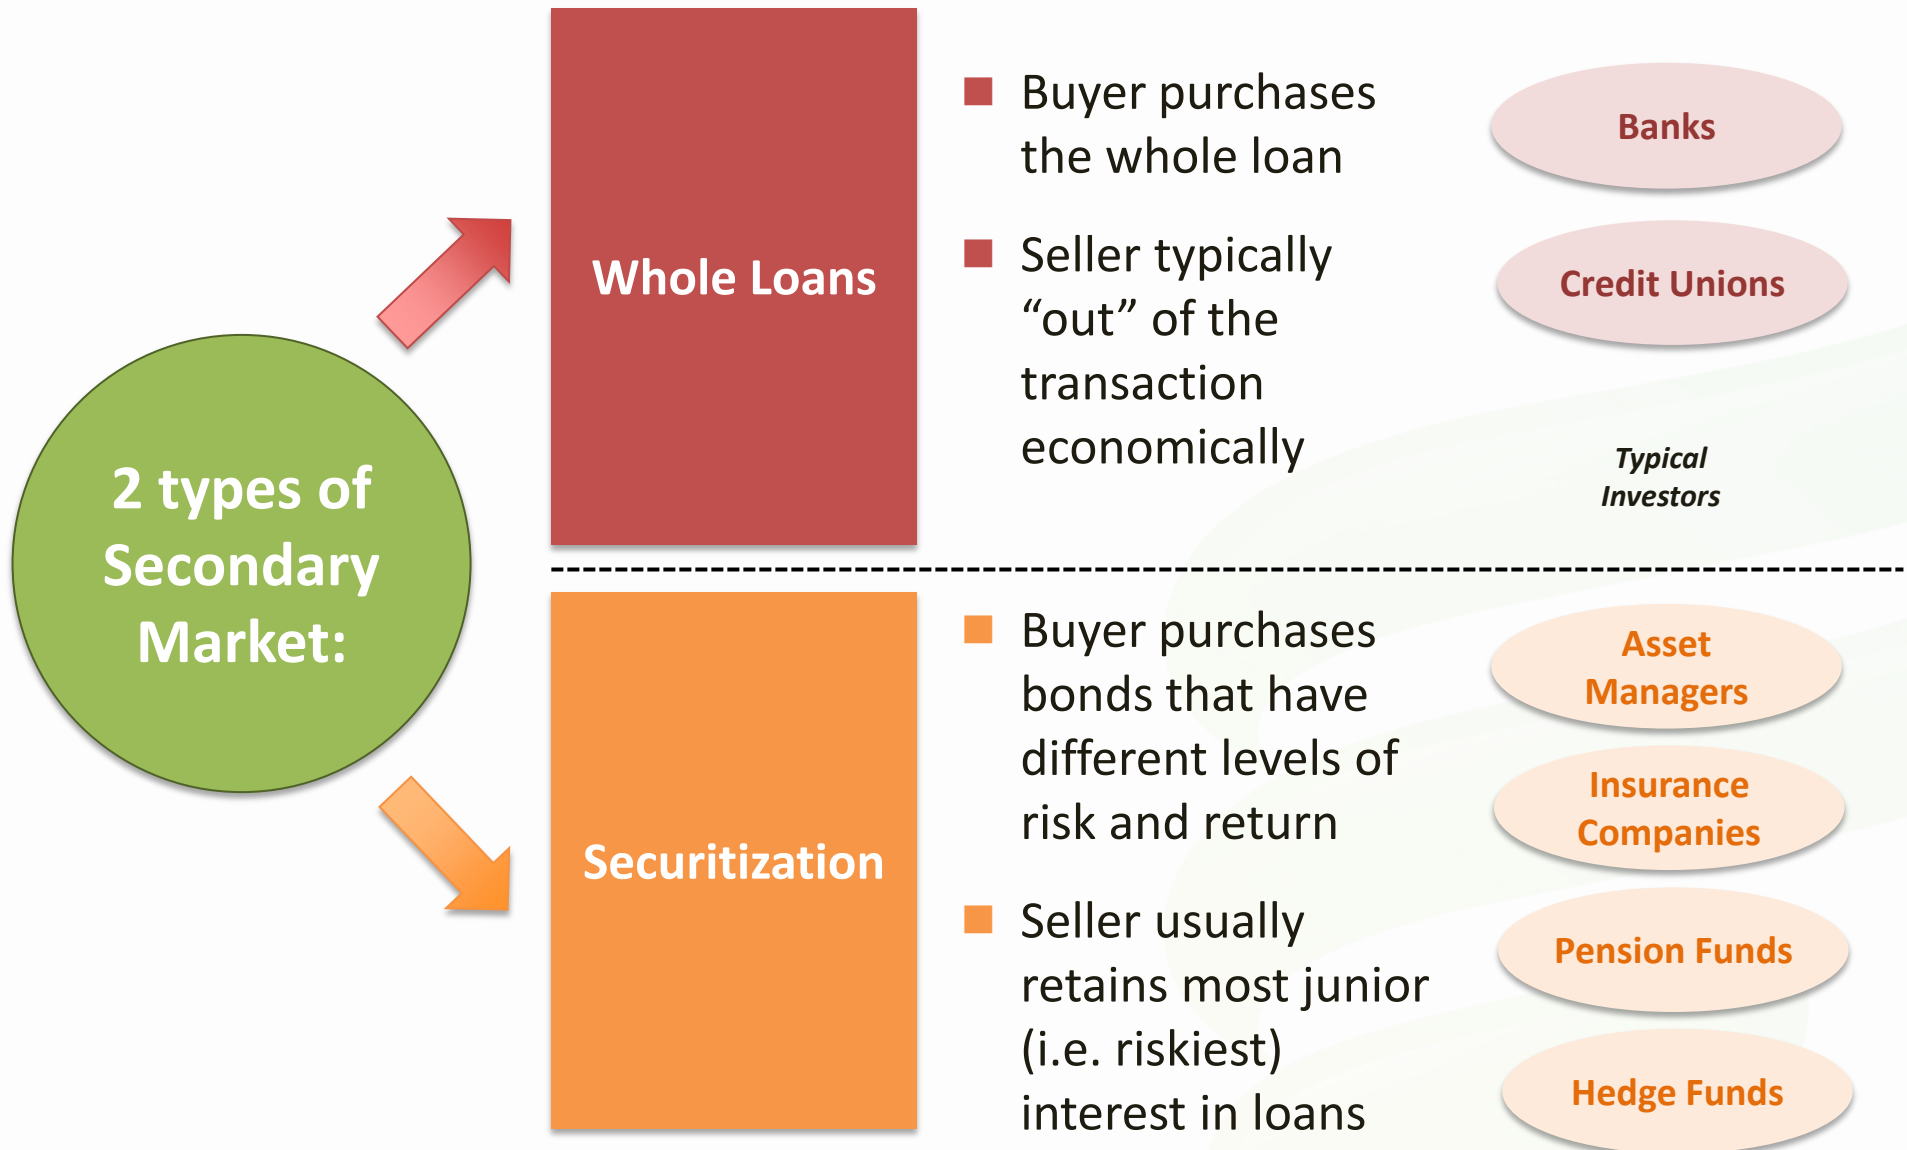 2 types of
Secondary
Market:
Whole Loans
Buyer purchases
the whole loan
Seller typically
“out” of the
transaction
economically
Banks
Credit Unions
Typical
Investors
Securitization
Buyer purchases
bonds that have
different levels of
risk and return
Seller usually
retains most junior
(i.e. riskiest)
interest in loans
Asset
Managers
Insurance
Companies
Pension Funds
Hedge Funds